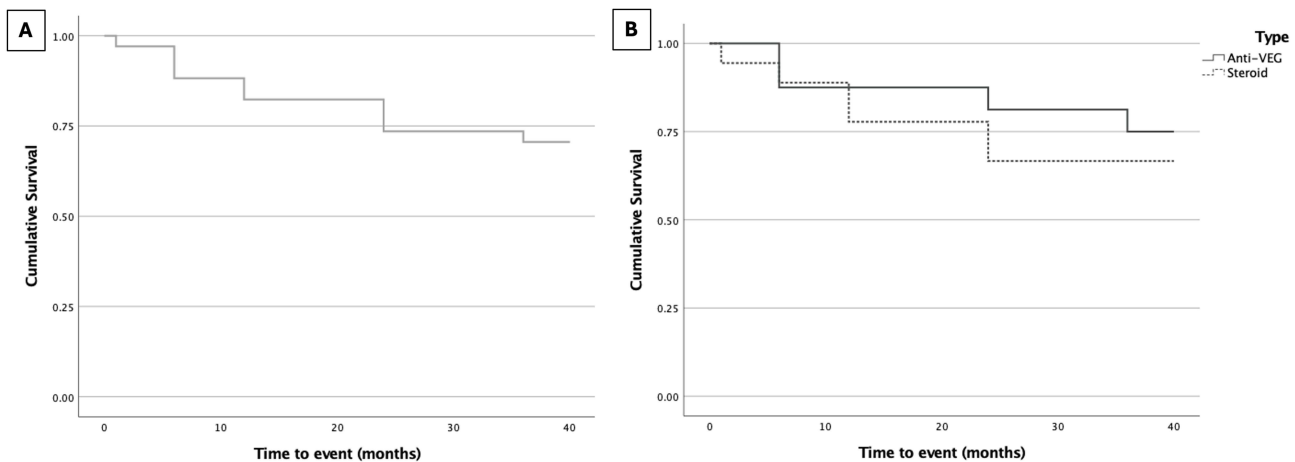 A
1.00
0.75
0.50
0.25
0.00
Cumulative Survival
0 10 20 30 40
Time to event (months)
B
1.00
0.75
0.50
0.25
0.00
Cumulative Survival
0 10 20 30 40
Time to event (months)
Type
Anti-VEG
Steroid